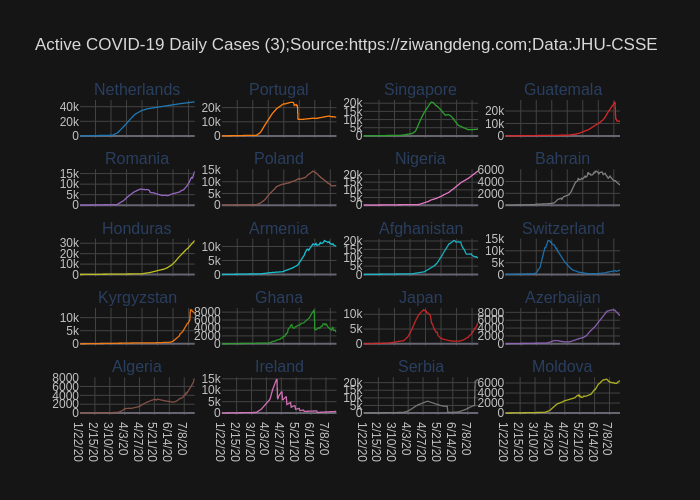 Active COVID-19 Daily Cases (3);Source:https://ziwangdeng.com;Data:JHU-CSSE
Netherlands Portugal Singapore Guatemala
40k 20k 0 20k 10k 0 20k 15k 10k 5k 0 20k 10k 0
Romania Poland Nigeria Bahrain
15k 10k 5k 0 15k 10k 5k 0 20k 15k 10k 5k 0 6000 4000 2000 0
Honduras Armenia Afghanistan Switzerland
30k 20k 10k 0 10k 5k 0 20k 15k 10k 5k 0 15k 10k 5k 0
Kyrgyzstan Ghana Japan Azerbaijan
10k 5k 0 8000 6000 4000 2000 0 10k 5k 0 8000 6000 4000 2000 0
Algeria Ireland Serbia Moldova
8000 6000 4000 2000 0 15k 10k 5k 0 20k 15k 10k 5k 0 6000 4000 2000 0
1/22/20 2/15/20 3/10/20 4/3/20 4/27/20 5/21/20 6/14/20 7/8/20 1/22/20 2/15/20 3/10/20 4/3/20 4/27/20 5/21/20 6/14/20 7/8/20 1/22/20 2/15/20 3/10/20 4/3/20 4/27/20 5/21/20 6/14/20 7/8/20 1/22/20 2/15/20 3/10/20 4/3/20 4/27/20 5/21/20 6/14/20 7/8/20